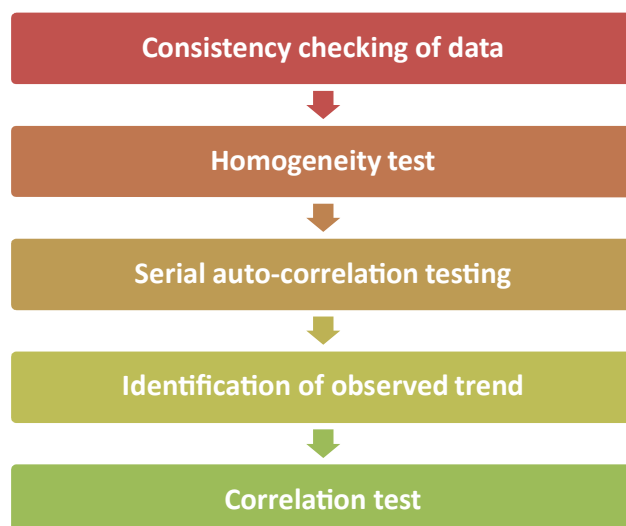 Consistency checking of data
Homogeneity test
Serial auto-correlation testing
Identification of observed trend
Correlation test